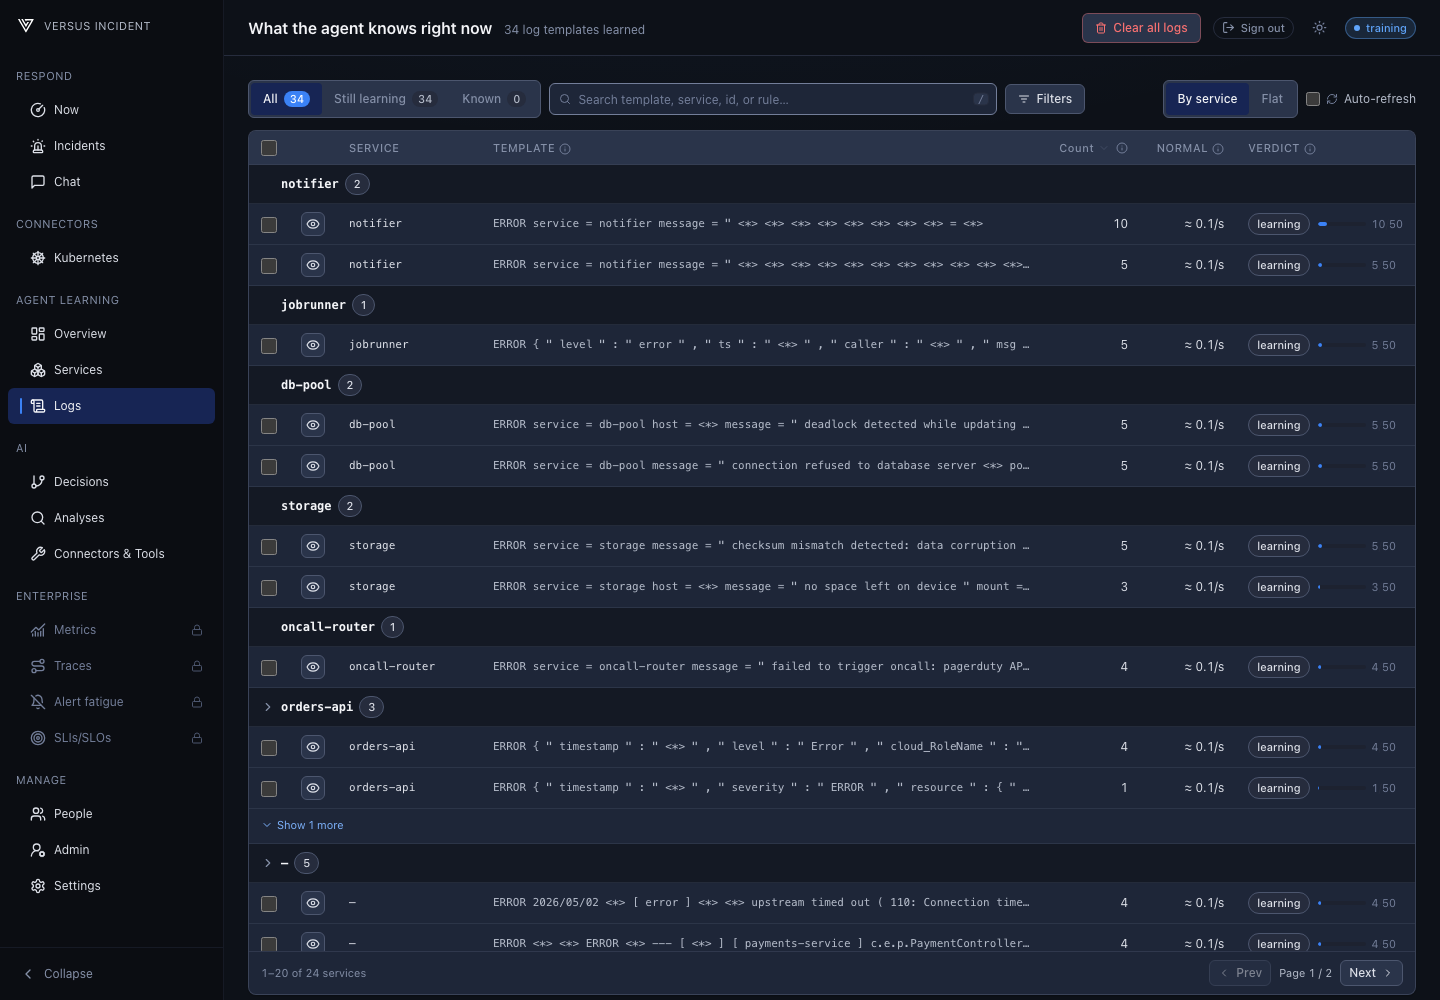 VERSUS INCIDENT
RESPOND
Now
Incidents
Chat
CONNECTORS
Kubernetes
AGENT LEARNING
Overview
Services
Logs
AI
Decisions
Analyses
Connectors & Tools
ENTERPRISE
Metrics
Traces
Alert fatigue
SLIs/SLOs
MANAGE
People
Admin
Settings
Collapse
What the agent knows right now 34 log templates learned
Clear all logs Sign out training
All 34 Still learning 34 Known 0
Search template, service, id, or rule... /
Filters
By service Flat Auto-refresh
SERVICE TEMPLATE Count NORMAL VERDICT
notifier 2
notifier ERROR service = notifier message = " <*> <*> <*> <*> <*> <*> <*> <*> = <*> 10 ≈ 0.1/s learning 10 50
notifier ERROR service = notifier message = " <*> <*> <*> <*> <*> <*> <*> <*> <*> <*> <*>… 5 ≈ 0.1/s learning 5 50
jobrunner 1
jobrunner ERROR { " level " : " error " , " ts " : " <*> " , " caller " : " <*> " , " msg … 5 ≈ 0.1/s learning 5 50
db-pool 2
db-pool ERROR service = db-pool host = <*> message = " deadlock detected while updating … 5 ≈ 0.1/s learning 5 50
db-pool ERROR service = db-pool message = " connection refused to database server <*> po… 5 ≈ 0.1/s learning 5 50
storage 2
storage ERROR service = storage message = " checksum mismatch detected: data corruption … 5 ≈ 0.1/s learning 5 50
storage ERROR service = storage host = <*> message = " no space left on device " mount =… 3 ≈ 0.1/s learning 3 50
oncall-router 1
oncall-router ERROR service = oncall-router message = " failed to trigger oncall: pagerduty AP… 4 ≈ 0.1/s learning 4 50
orders-api 3
orders-api ERROR { " timestamp " : " <*> " , " level " : " Error " , " cloud_RoleName " : "… 4 ≈ 0.1/s learning 4 50
orders-api ERROR { " timestamp " : " <*> " , " severity " : " ERROR " , " resource " : { " … 1 ≈ 0.1/s learning 1 50
Show 1 more
— 5
— ERROR 2026/05/02 <*> [ error ] <*> <*> upstream timed out ( 110: Connection time… 4 ≈ 0.1/s learning 4 50
— ERROR <*> <*> ERROR <*> --- [ <*> ] [ payments-service ] c.e.p.PaymentController… 4 ≈ 0.1/s learning 4 50
1–20 of 24 services
Prev Page 1 / 2 Next